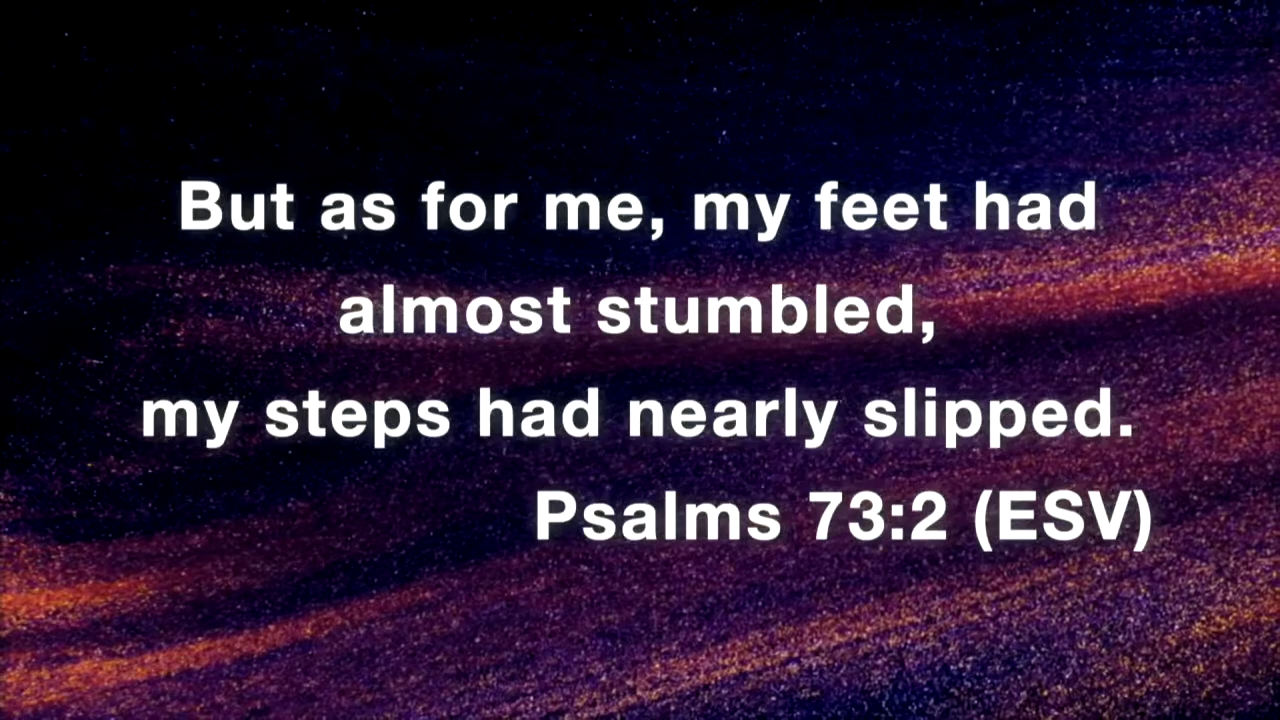 But as for me, my feet had
almost stumbled,
my steps had nearly slipped.
Psalms 73:2 (ESV)